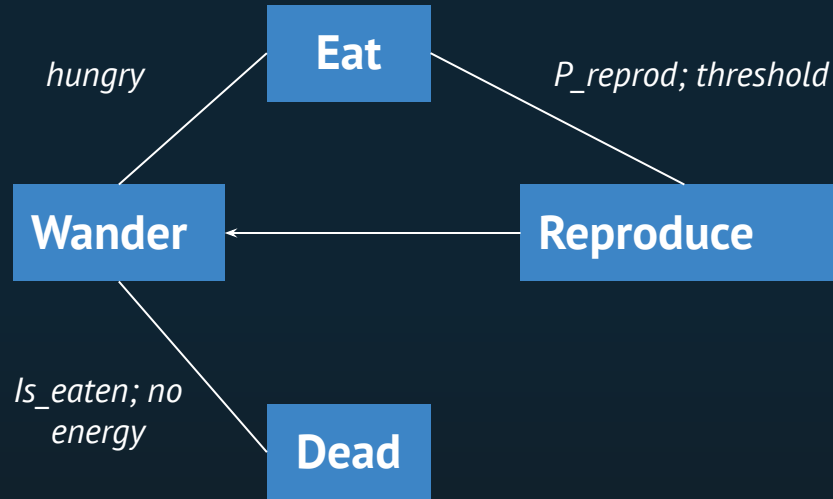 Eat
hungry
P_reprod; threshold
Wander
Reproduce
Is_eaten; no
energy
Dead